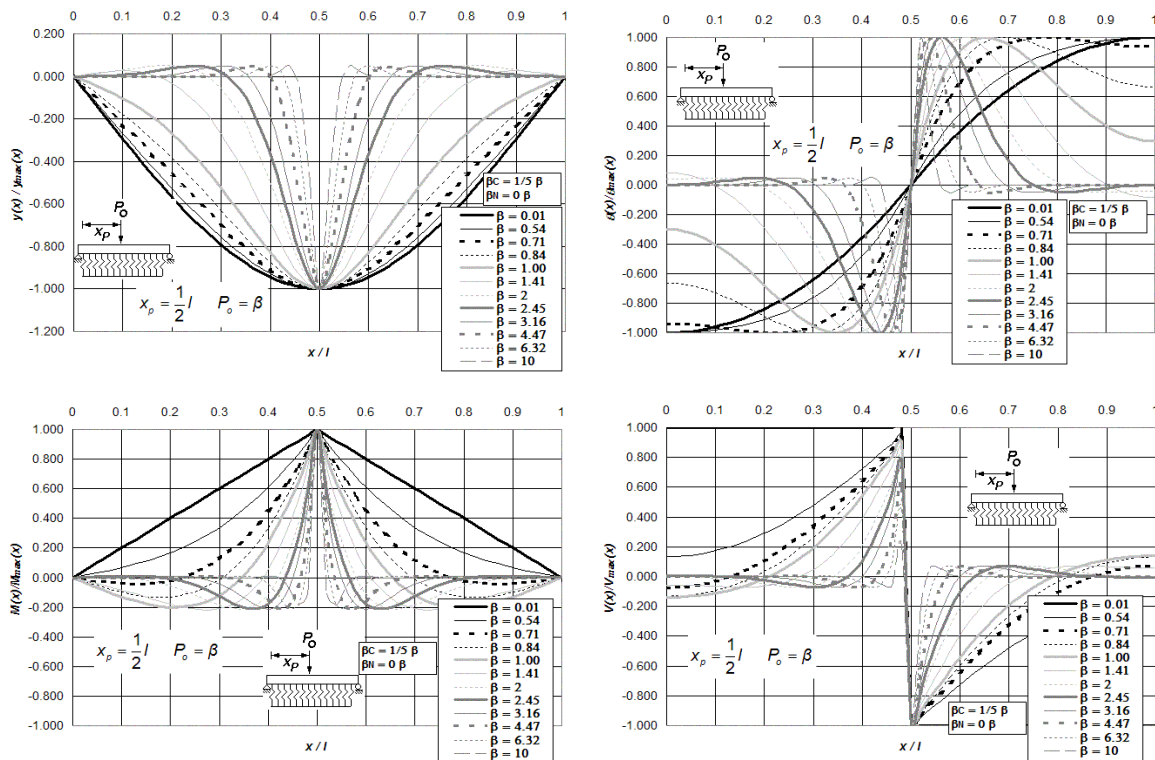 0 0.1 0.2 0.3 0.4 0.5 0.6 0.7 0.8 0.9 1
0.200
0.000
-0.200
-0.400
-0.600
-0.800
-1.000
-1.200
y(x) / ymax(x)
x / l
Po
xP
xp = 1/2 l Po = β
βC = 1/5 β
βN = 0 β
β = 0.01
β = 0.54
β = 0.71
β = 0.84
β = 1.00
β = 1.41
β = 2
β = 2.45
β = 3.16
β = 4.47
β = 6.32
β = 10
0 0.1 0.2 0.3 0.4 0.5 0.6 0.7 0.8 0.9 1
1.000
0.800
0.600
0.400
0.200
0.000
-0.200
-0.400
-0.600
-0.800
-1.000
x / l
Po
xP
xp = 1/2 l Po = β
βC = 1/5 β
βN = 0 β
β = 0.01
β = 0.54
β = 0.71
β = 0.84
β = 1.00
β = 1.41
β = 2
β = 2.45
β = 3.16
β = 4.47
β = 6.32
β = 10
0 0.1 0.2 0.3 0.4 0.5 0.6 0.7 0.8 0.9 1
1.000
0.800
0.600
0.400
0.200
0.000
-0.200
-0.400
-0.600
-0.800
-1.000
M(x)/Mmax(x)
x / l
Po
xP
xp = 1/2 l Po = β
βC = 1/5 β
βN = 0 β
β = 0.01
β = 0.54
β = 0.71
β = 0.84
β = 1.00
β = 1.41
β = 2
β = 2.45
β = 3.16
β = 4.47
β = 6.32
β = 10
0 0.1 0.2 0.3 0.4 0.5 0.6 0.7 0.8 0.9 1
1.000
0.800
0.600
0.400
0.200
0.000
-0.200
-0.400
-0.600
-0.800
-1.000
V(x)/Vmax(x)
x / l
Po
xP
xp = 1/2 l Po = β
βC = 1/5 β
βN = 0 β
β = 0.01
β = 0.54
β = 0.71
β = 0.84
β = 1.00
β = 1.41
β = 2
β = 2.45
β = 3.16
β = 4.47
β = 6.32
β = 10